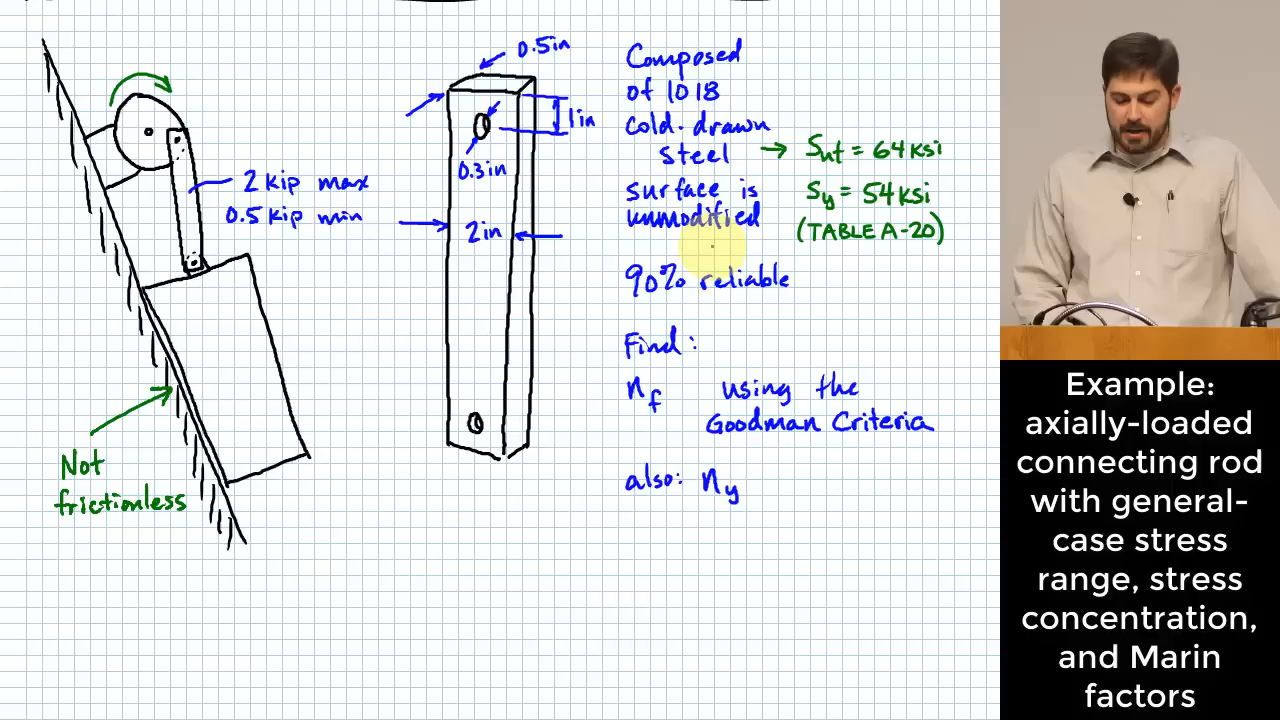 0.5in
1in
0.3in
2in
2 kip max
0.5 kip min
Not
frictionless
Composed
of 1018
cold-drawn
steel → Sut = 64 ksi
surface is
unmodified
Sy = 54 ksi
(TABLE A-20)
90% reliable
Find:
nf using the
Goodman Criteria
also: ny
Example:
axially-loaded
connecting rod
with general-
case stress
range, stress
concentration,
and Marin
factors